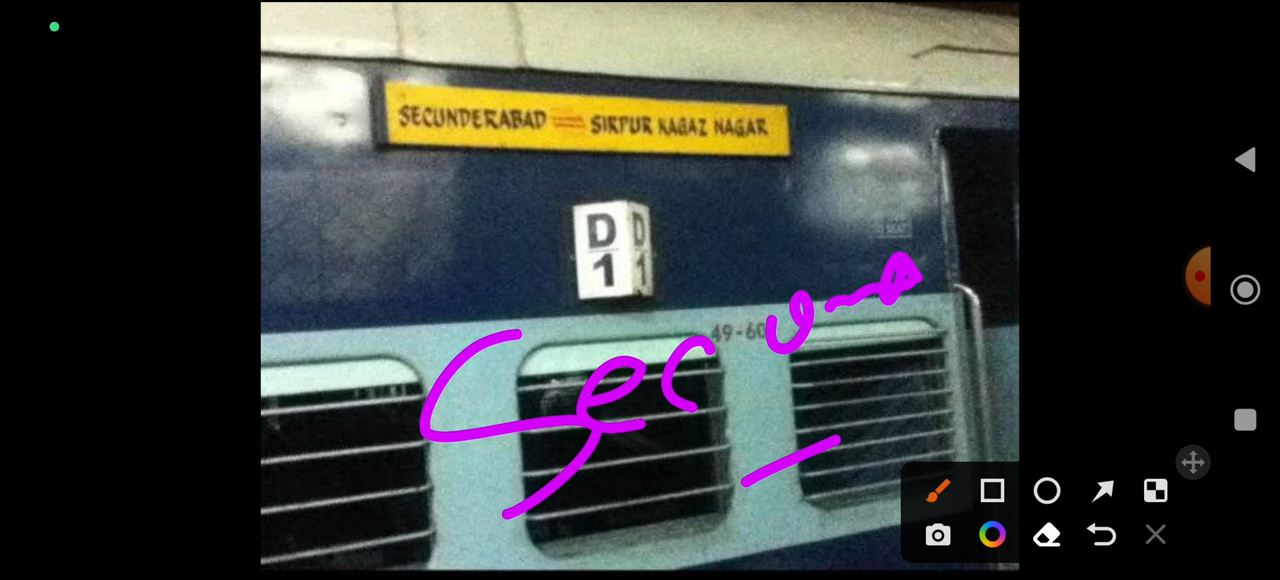 SECUNDERABAD SIRPUR KAGAZ NAGAR
D D
1 1
49-60
Sec